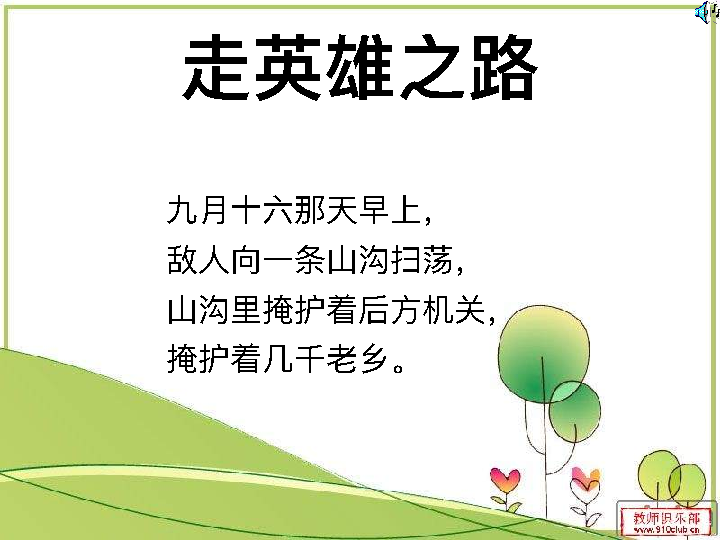 走英雄之路
九月十六那天早上，
敌人向一条山沟扫荡，
山沟里掩护着后方机关，
掩护着几千老乡。
教师俱乐部
www.910club.cn